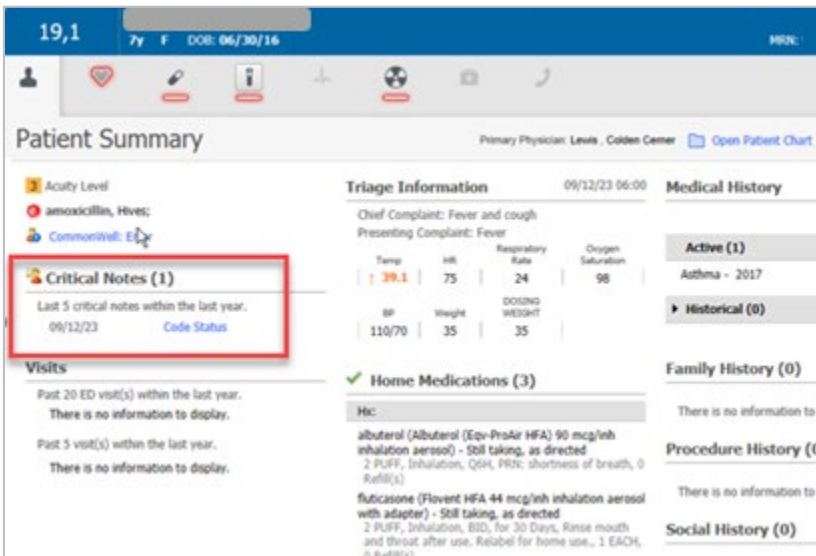 19,1
7y F DOB: 06/30/16 MRN:
Patient Summary
Primary Physician: Lewis , Colden Cerner Open Patient Chart
3 Acuity Level
amoxicillin, Hives;
CommonWell: Error
Critical Notes (1)
Last 5 critical notes within the last year.
09/12/23 Code Status
Visits
Past 20 ED visit(s) within the last year.
There is no information to display.
Past 5 visit(s) within the last year.
There is no information to display.
Triage Information 09/12/23 06:00
Chief Complaint: Fever and cough
Presenting Complaint: Fever
Temp HR Respiratory Rate Oxygen Saturation
↑ 39.1 75 24 98
BP Weight DOSING WEIGHT
110/70 35 35
Home Medications (3)
Hx:
albuterol (Albuterol (Eqv-ProAir HFA) 90 mcg/inh
inhalation aerosol) - Still taking, as directed
2 PUFF, Inhalation, Q6H, PRN: shortness of breath, 0
Refill(s)
fluticasone (Flovent HFA 44 mcg/inh inhalation aerosol
with adapter) - Still taking, as directed
2 PUFF, Inhalation, BID, for 30 Days, Rinse mouth
and throat after use. Relabel for home use., 1 EACH,
0 Refill(s)
Medical History
Active (1)
Asthma - 2017
Historical (0)
Family History (0)
There is no information to
Procedure History (0
There is no information to
Social History (0)